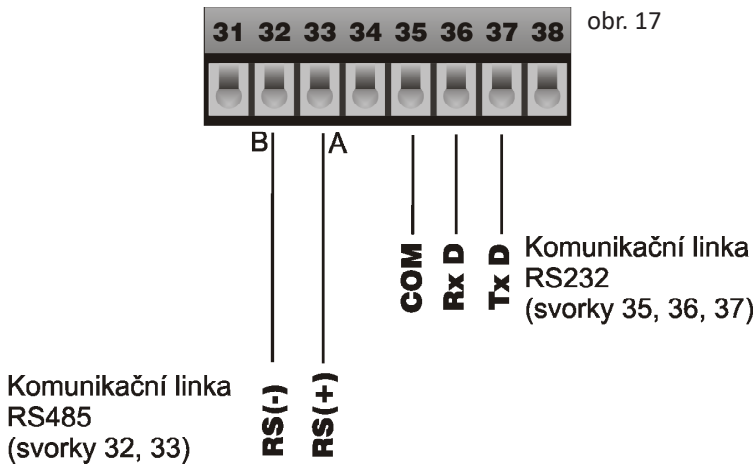 obr. 17
31 32 33 34 35 36 37 38
B A
COM
Rx D
Tx D
Komunikační linka
RS232
(svorky 35, 36, 37)
Komunikační linka
RS485
(svorky 32, 33)
RS(-)
RS(+)